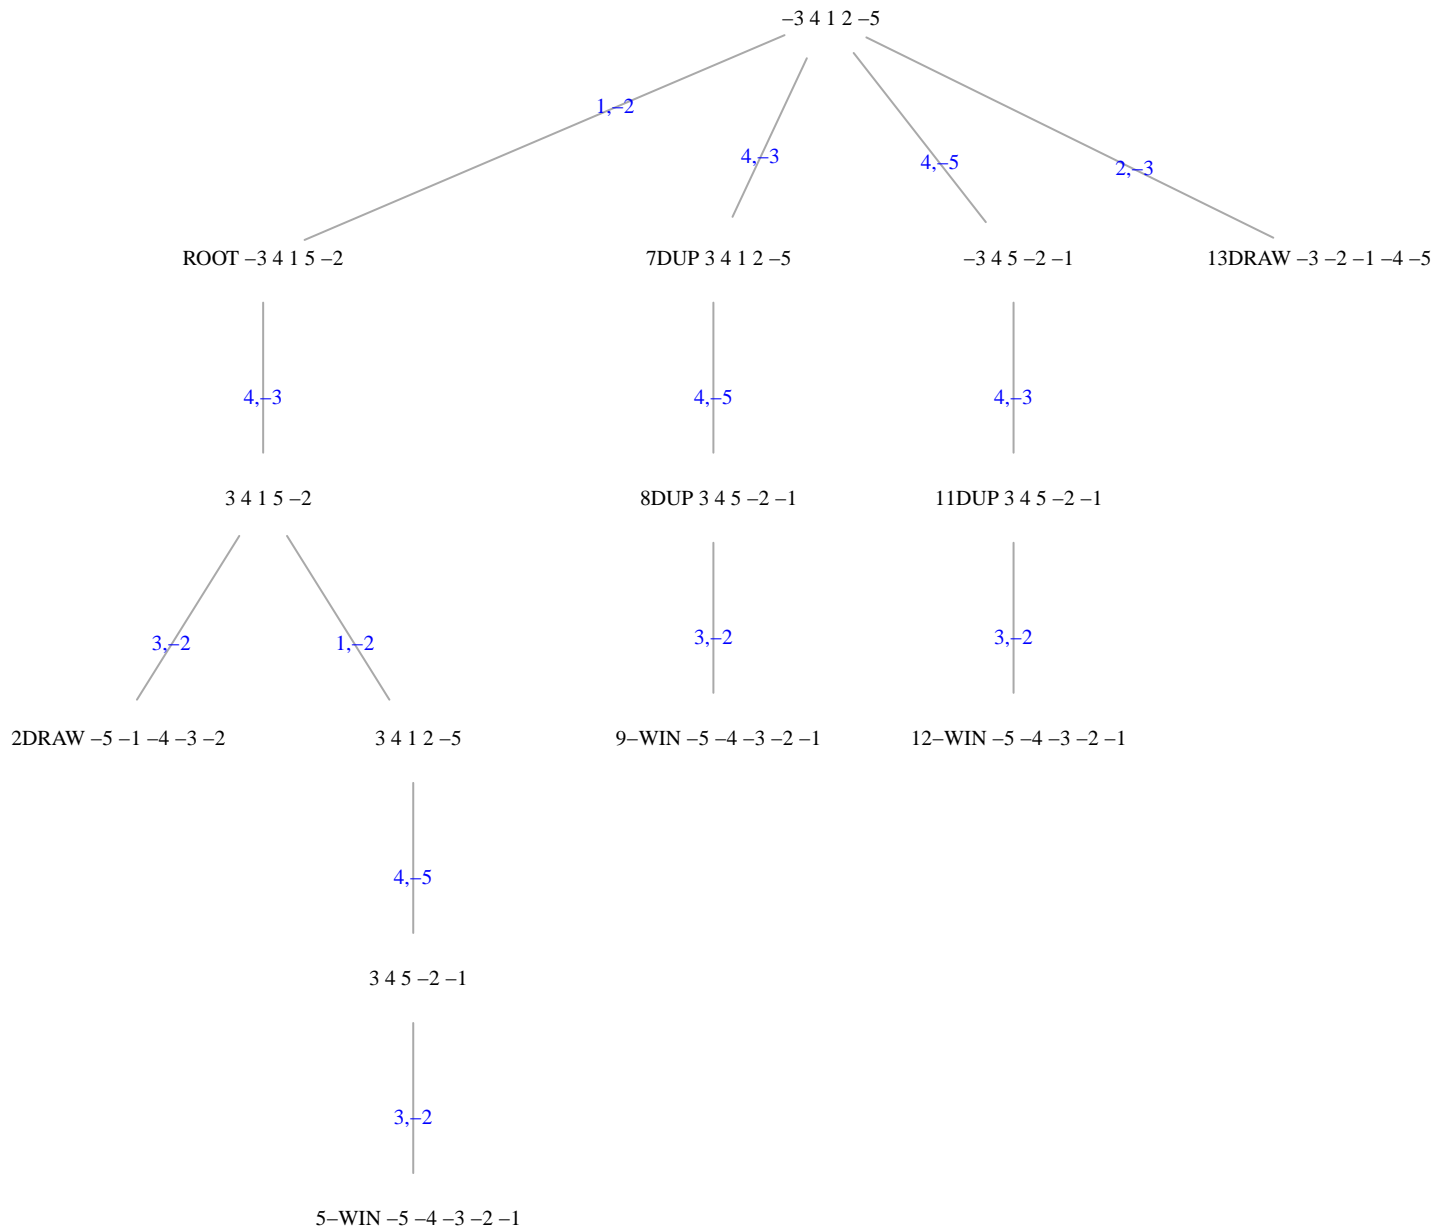 –3 4 1 2 –5
1,–2
4,–3
4,–5
2,–3
ROOT –3 4 1 5 –2
7DUP 3 4 1 2 –5
–3 4 5 –2 –1
13DRAW –3 –2 –1 –4 –5
4,–3
4,–5
4,–3
3 4 1 5 –2
8DUP 3 4 5 –2 –1
11DUP 3 4 5 –2 –1
3,–2
1,–2
3,–2
3,–2
2DRAW –5 –1 –4 –3 –2
3 4 1 2 –5
9–WIN –5 –4 –3 –2 –1
12–WIN –5 –4 –3 –2 –1
4,–5
3 4 5 –2 –1
3,–2
5–WIN –5 –4 –3 –2 –1